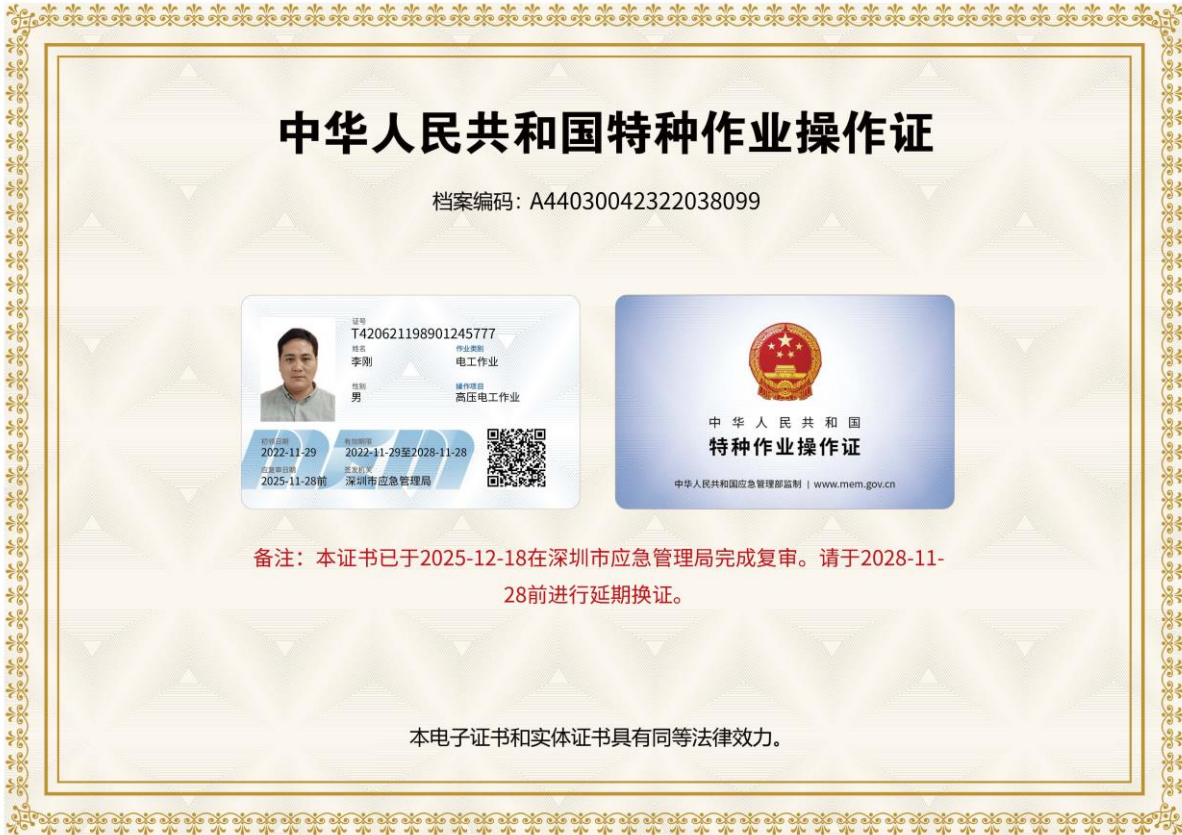 中华人民共和国特种作业操作证
档案编码：A44030042322038099
证号
T420621198901245777
姓名
李刚
作业类别
电工作业
性别
男
操作项目
高压电工作业
初领日期
2022-11-29
有效期限
2022-11-29至2028-11-28
应复审日期
2025-11-28前
签发机关
深圳市应急管理局
MEM
中华人民共和国
特种作业操作证
中华人民共和国应急管理部监制 | www.mem.gov.cn
备注：本证书已于2025-12-18在深圳市应急管理局完成复审。请于2028-11-
28前进行延期换证。
本电子证书和实体证书具有同等法律效力。